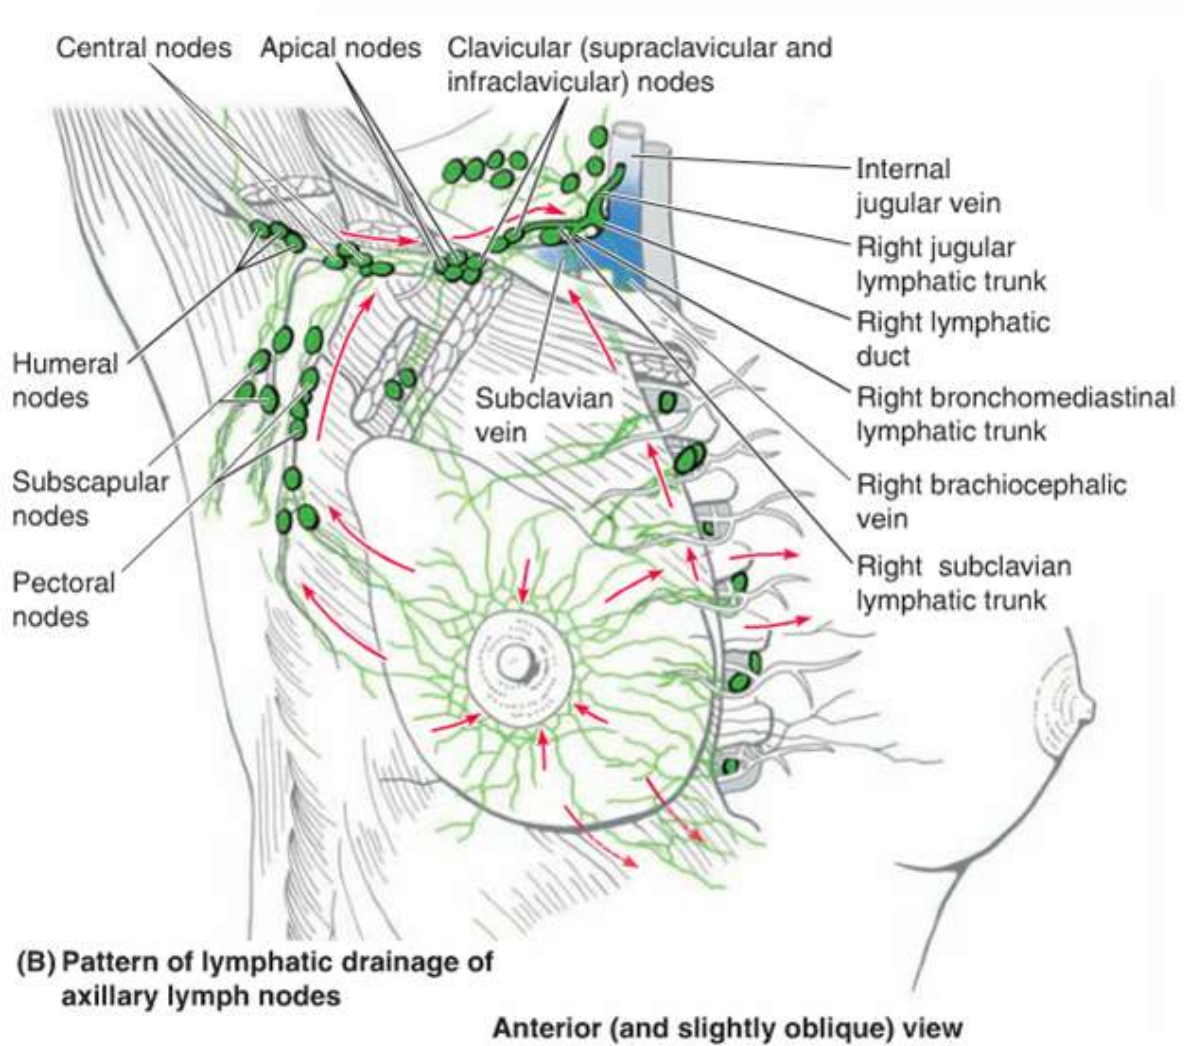 Central nodes
Apical nodes
Clavicular (supraclavicular and
infraclavicular) nodes
Internal
jugular vein
Right jugular
lymphatic trunk
Right lymphatic
duct
Humeral
nodes
Subclavian
vein
Right bronchomediastinal
lymphatic trunk
Subscapular
nodes
Right brachiocephalic
vein
Pectoral
nodes
Right subclavian
lymphatic trunk
(B) Pattern of lymphatic drainage of
axillary lymph nodes
Anterior (and slightly oblique) view